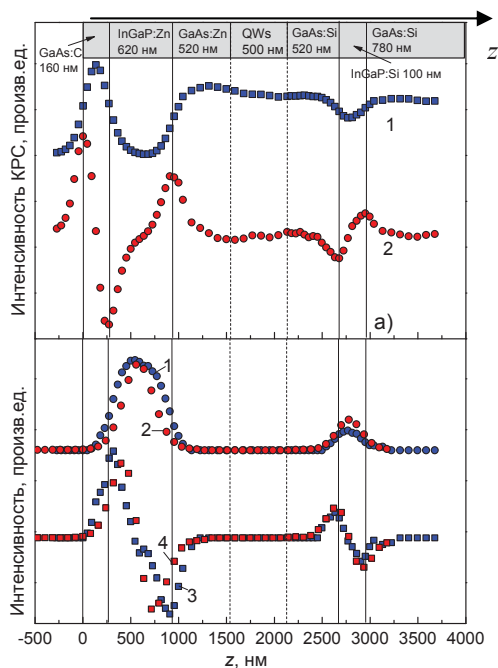 z
GaAs:C
160 нм
InGaP:Zn
620 нм
GaAs:Zn
520 нм
QWs
500 нм
GaAs:Si
520 нм
GaAs:Si
780 нм
InGaP:Si 100 нм
Интенсивность КРС, произв.ед.
1
2
а)
Интенсивность, произв.ед.
1
2
4
3
-500 0 500 1000 1500 2000 2500 3000 3500 4000
z, нм